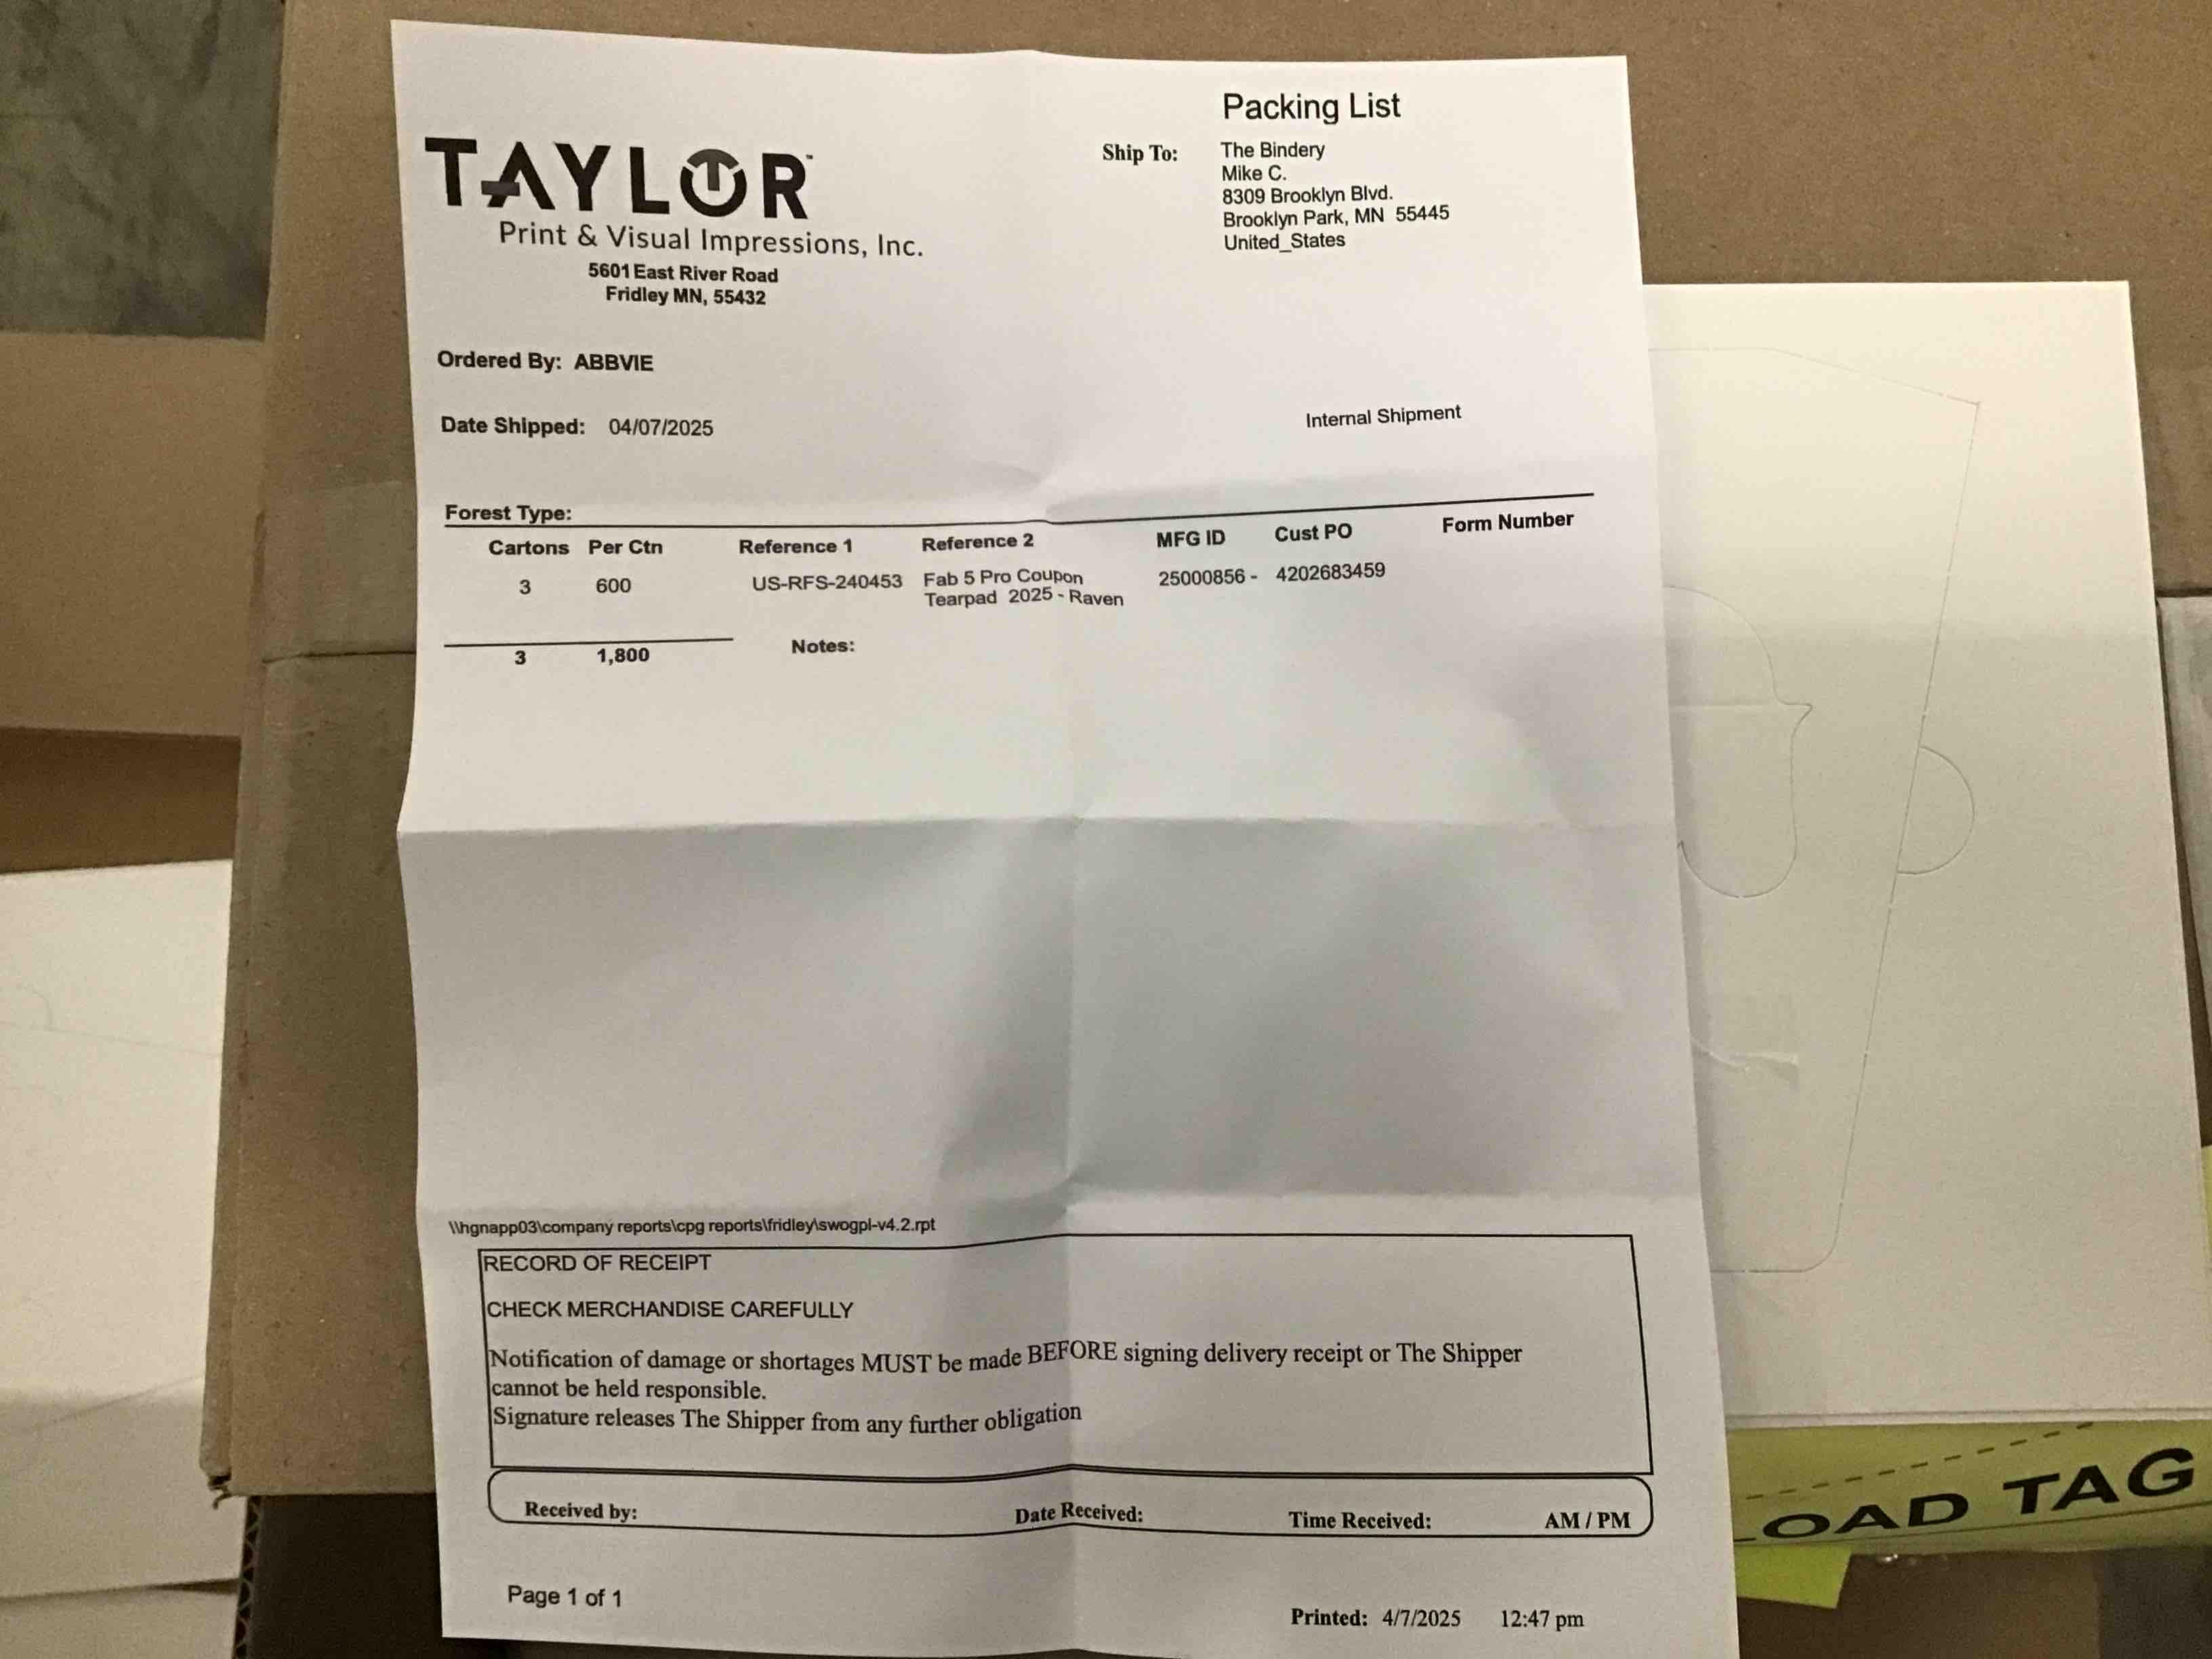 Packing List
TAYLOR™
Print & Visual Impressions, Inc.
5601 East River Road
Fridley MN, 55432
Ship To:
The Bindery
Mike C.
8309 Brooklyn Blvd.
Brooklyn Park, MN 55445
United_States
Ordered By: ABBVIE
Date Shipped: 04/07/2025
Internal Shipment
Forest Type:
Cartons Per Ctn Reference 1 Reference 2 MFG ID Cust PO Form Number
3 600 US-RFS-240453 Fab 5 Pro Coupon 25000856 - 4202683459
Tearpad 2025 - Raven
3 1,800 Notes:
\\hgnapp03\company reports\cpg reports\fridley\swogpl-v4.2.rpt
RECORD OF RECEIPT
CHECK MERCHANDISE CAREFULLY
Notification of damage or shortages MUST be made BEFORE signing delivery receipt or The Shipper
cannot be held responsible.
Signature releases The Shipper from any further obligation
Received by: Date Received: Time Received: AM / PM
Page 1 of 1
Printed: 4/7/2025 12:47 pm
OAD TAG